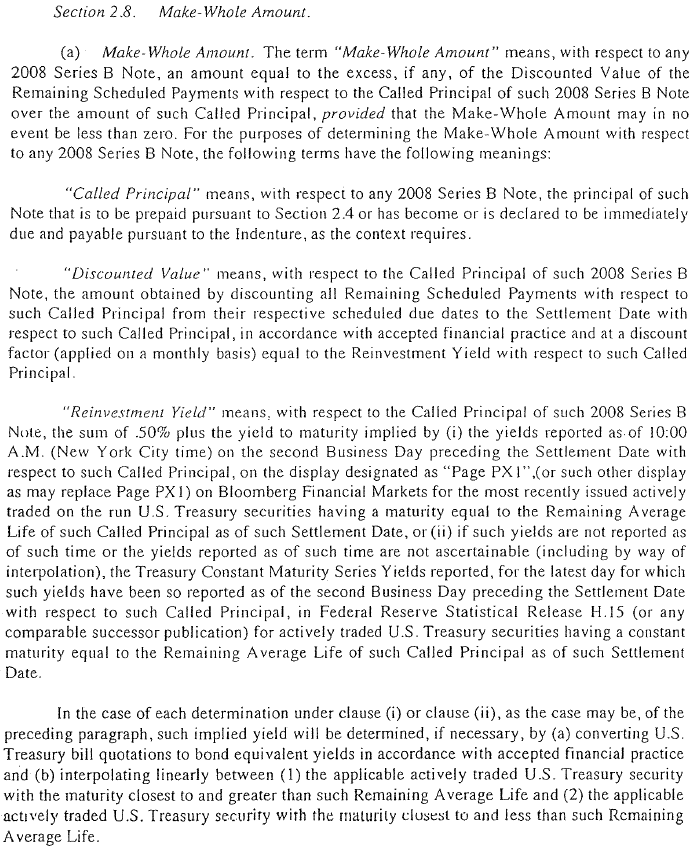 Section 2.8. Make-Whole Amount.
(a) Make-Whole Amount. The term "Make-Whole Amount" means, with respect to any
2008 Series B Note, an amount equal to the excess, if any, of the Discounted Value of the
Remaining Scheduled Payments with respect to the Called Principal of such 2008 Series B Note
over the amount of such Called Principal, provided that the Make-Whole Amount may in no
event be less than zero. For the purposes of determining the Make-Whole Amount with respect
to any 2008 Series B Note, the following terms have the following meanings:
"Called Principal" means, with respect to any 2008 Series B Note, the principal of such
Note that is to be prepaid pursuant to Section 2.4 or has become or is declared to be immediately
due and payable pursuant to the Indenture, as the context requires.
"Discounted Value" means, with respect to the Called Principal of such 2008 Series B
Note, the amount obtained by discounting all Remaining Scheduled Payments with respect to
such Called Principal from their respective scheduled due dates to the Settlement Date with
respect to such Called Principal, in accordance with accepted financial practice and at a discount
factor (applied on a monthly basis) equal to the Reinvestment Yield with respect to such Called
Principal.
"Reinvestment Yield" means, with respect to the Called Principal of such 2008 Series B
Note, the sum of .50% plus the yield to maturity implied by (i) the yields reported as of 10:00
A.M. (New York City time) on the second Business Day preceding the Settlement Date with
respect to such Called Principal, on the display designated as "Page PX1",(or such other display
as may replace Page PX1) on Bloomberg Financial Markets for the most recently issued actively
traded on the run U.S. Treasury securities having a maturity equal to the Remaining Average
Life of such Called Principal as of such Settlement Date, or (ii) if such yields are not reported as
of such time or the yields reported as of such time are not ascertainable (including by way of
interpolation), the Treasury Constant Maturity Series Yields reported, for the latest day for which
such yields have been so reported as of the second Business Day preceding the Settlement Date
with respect to such Called Principal, in Federal Reserve Statistical Release H.15 (or any
comparable successor publication) for actively traded U.S. Treasury securities having a constant
maturity equal to the Remaining Average Life of such Called Principal as of such Settlement
Date.
In the case of each determination under clause (i) or clause (ii), as the case may be, of the
preceding paragraph, such implied yield will be determined, if necessary, by (a) converting U.S.
Treasury bill quotations to bond equivalent yields in accordance with accepted financial practice
and (b) interpolating linearly between (1) the applicable actively traded U.S. Treasury security
with the maturity closest to and greater than such Remaining Average Life and (2) the applicable
actively traded U.S. Treasury security with the maturity closest to and less than such Remaining
Average Life.